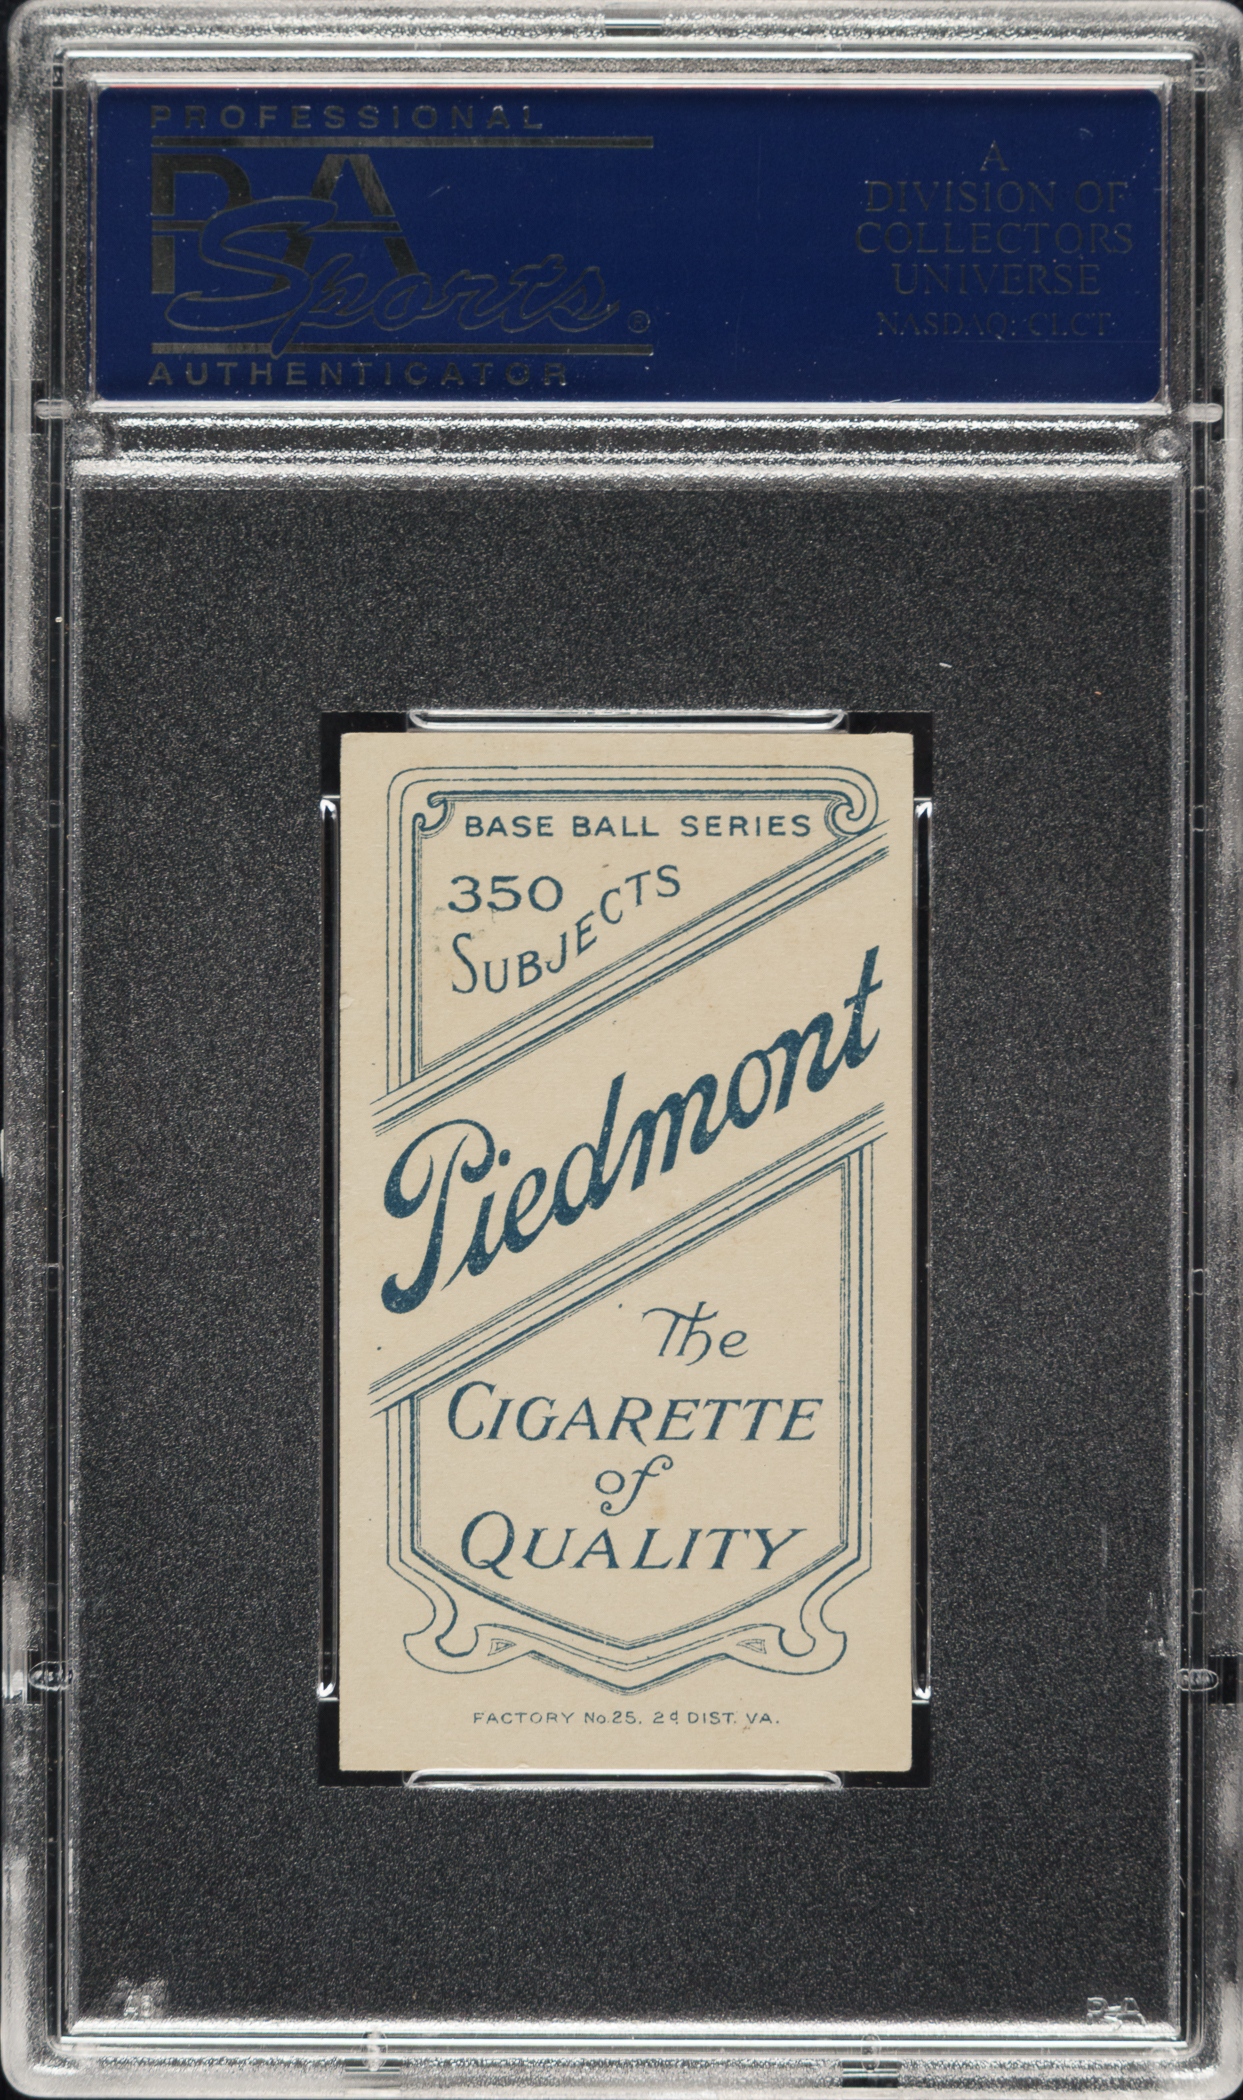 PROFESSIONAL
PSA
Sports®
AUTHENTICATOR
A
DIVISION OF
COLLECTORS
UNIVERSE
NASDAQ: CLCT
BASE BALL SERIES
350
SUBJECTS
Piedmont
The
CIGARETTE
of
QUALITY
FACTORY No. 25. 2d DIST. VA.
PSA